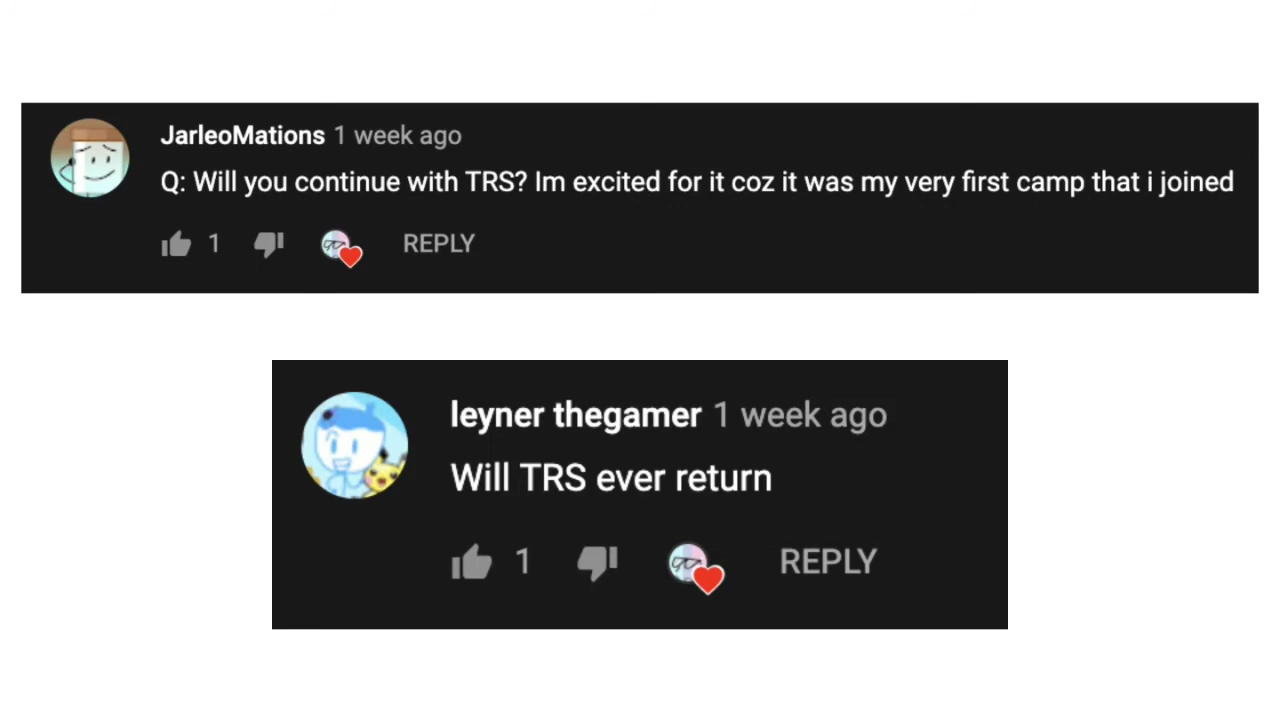 JarleoMations 1 week ago
Q: Will you continue with TRS? Im excited for it coz it was my very first camp that i joined
1 REPLY
leyner thegamer 1 week ago
Will TRS ever return
1 REPLY